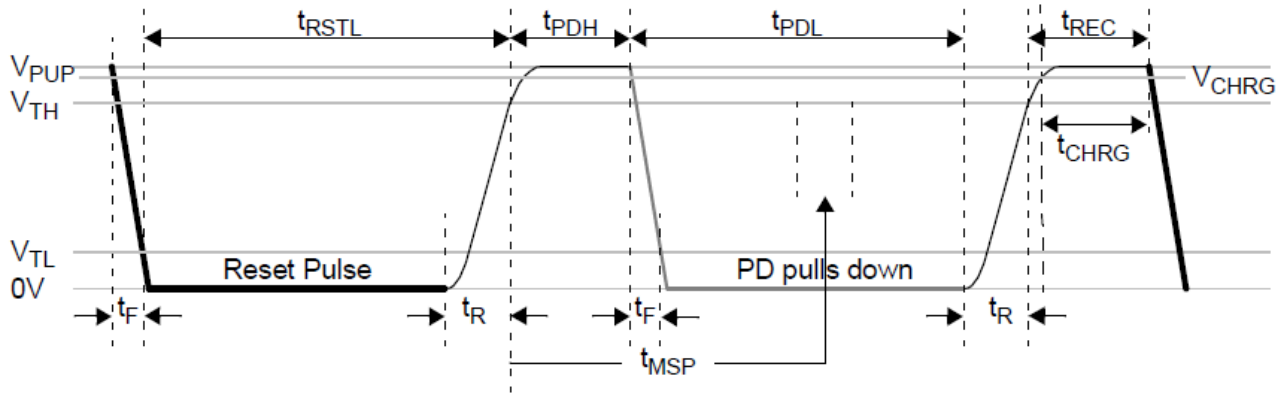 tRSTL tPDH tPDL tREC
VPUP VCHRG
VTH
tCHRG
VTL
Reset Pulse PD pulls down
0V
tF tR tF tR
tMSP